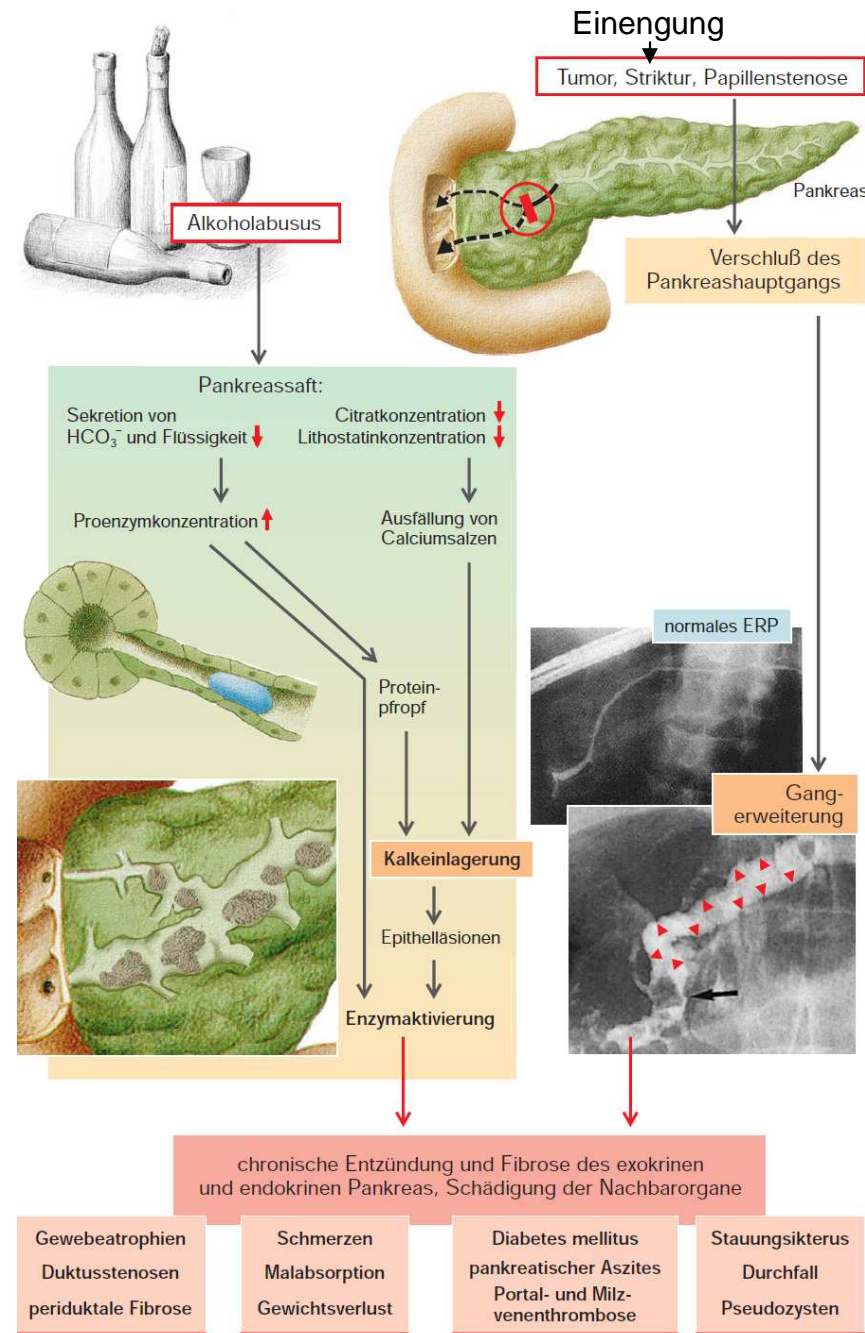 Einengung
Tumor, Striktur, Papillenstenose
Pankreas
Alkoholabusus
Verschluß des
Pankreashauptgangs
Pankreassaft:
Sekretion von
HCO₃⁻ und Flüssigkeit
Citratkonzentration
Lithostatinkonzentration
Proenzymkonzentration
Ausfällung von
Calciumsalzen
normales ERP
Protein-
pfropf
Gang-
erweiterung
Kalkeinlagerung
Epithelläsionen
Enzymaktivierung
chronische Entzündung und Fibrose des exokrinen
und endokrinen Pankreas, Schädigung der Nachbarorgane
Gewebeatrophien
Duktusstenosen
periduktale Fibrose
Schmerzen
Malabsorption
Gewichtsverlust
Diabetes mellitus
pankreatischer Aszites
Portal- und Milz-
venenthrombose
Stauungsikterus
Durchfall
Pseudozysten